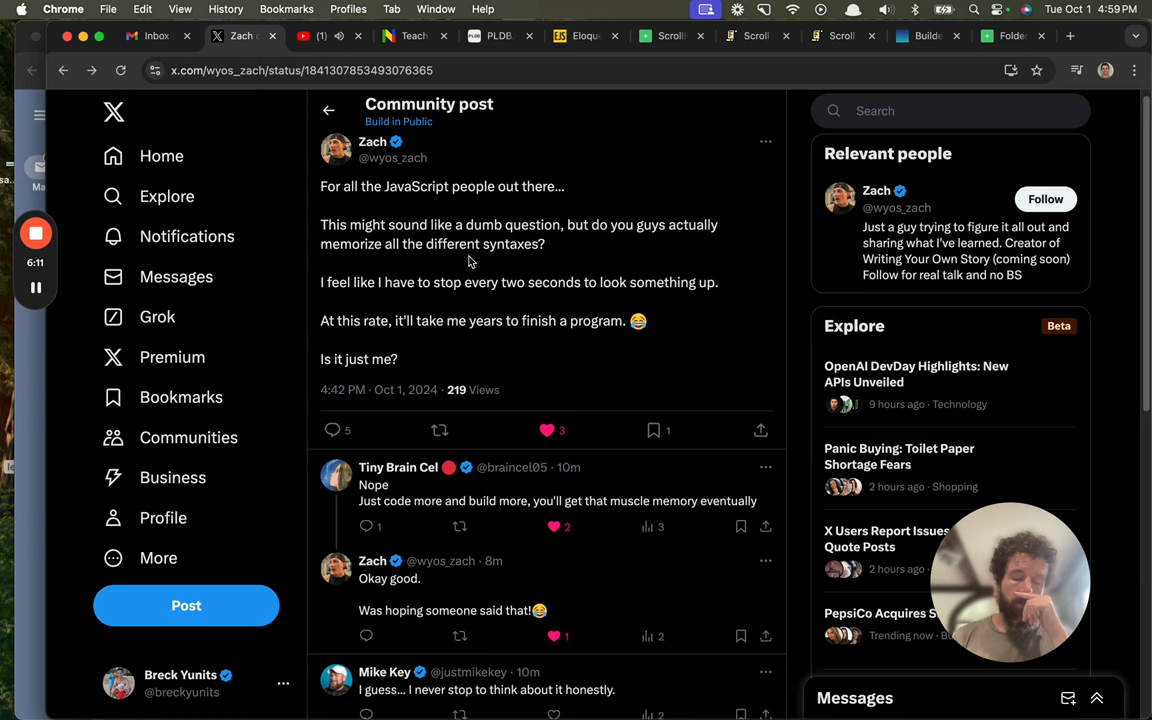 Chrome File Edit View History Bookmarks Profiles Tab Window Help Tue Oct 1 4:59 PM
Inbox Zach (1) Teach PLDB. Eloque Scrolll Scroll Scroll Builde Folder
x.com/wyos_zach/status/1841307853493076365
6:11
Home
Explore
Notifications
Messages
Grok
Premium
Bookmarks
Communities
Business
Profile
More
Post
Breck Yunits
@breckyunits
Community post
Build in Public
Zach
@wyos_zach
For all the JavaScript people out there...
This might sound like a dumb question, but do you guys actually
memorize all the different syntaxes?
I feel like I have to stop every two seconds to look something up.
At this rate, it'll take me years to finish a program. 😂
Is it just me?
4:42 PM · Oct 1, 2024 · 219 Views
5 3 1
Tiny Brain Cel 🔴 @braincel05 · 10m
Nope
Just code more and build more, you'll get that muscle memory eventually
1 2 3
Zach @wyos_zach · 8m
Okay good.
Was hoping someone said that!😂
1 2
Mike Key @justmikekey · 10m
I guess... I never stop to think about it honestly.
2
Search
Relevant people
Zach
@wyos_zach
Follow
Just a guy trying to figure it all out and
sharing what I've learned. Creator of
Writing Your Own Story (coming soon)
Follow for real talk and no BS
Explore Beta
OpenAI DevDay Highlights: New
APIs Unveiled
9 hours ago · Technology
Panic Buying: Toilet Paper
Shortage Fears
2 hours ago · Shopping
X Users Report Issues
Quote Posts
2 hours ago ·
PepsiCo Acquires S
Trending now ·
Messages